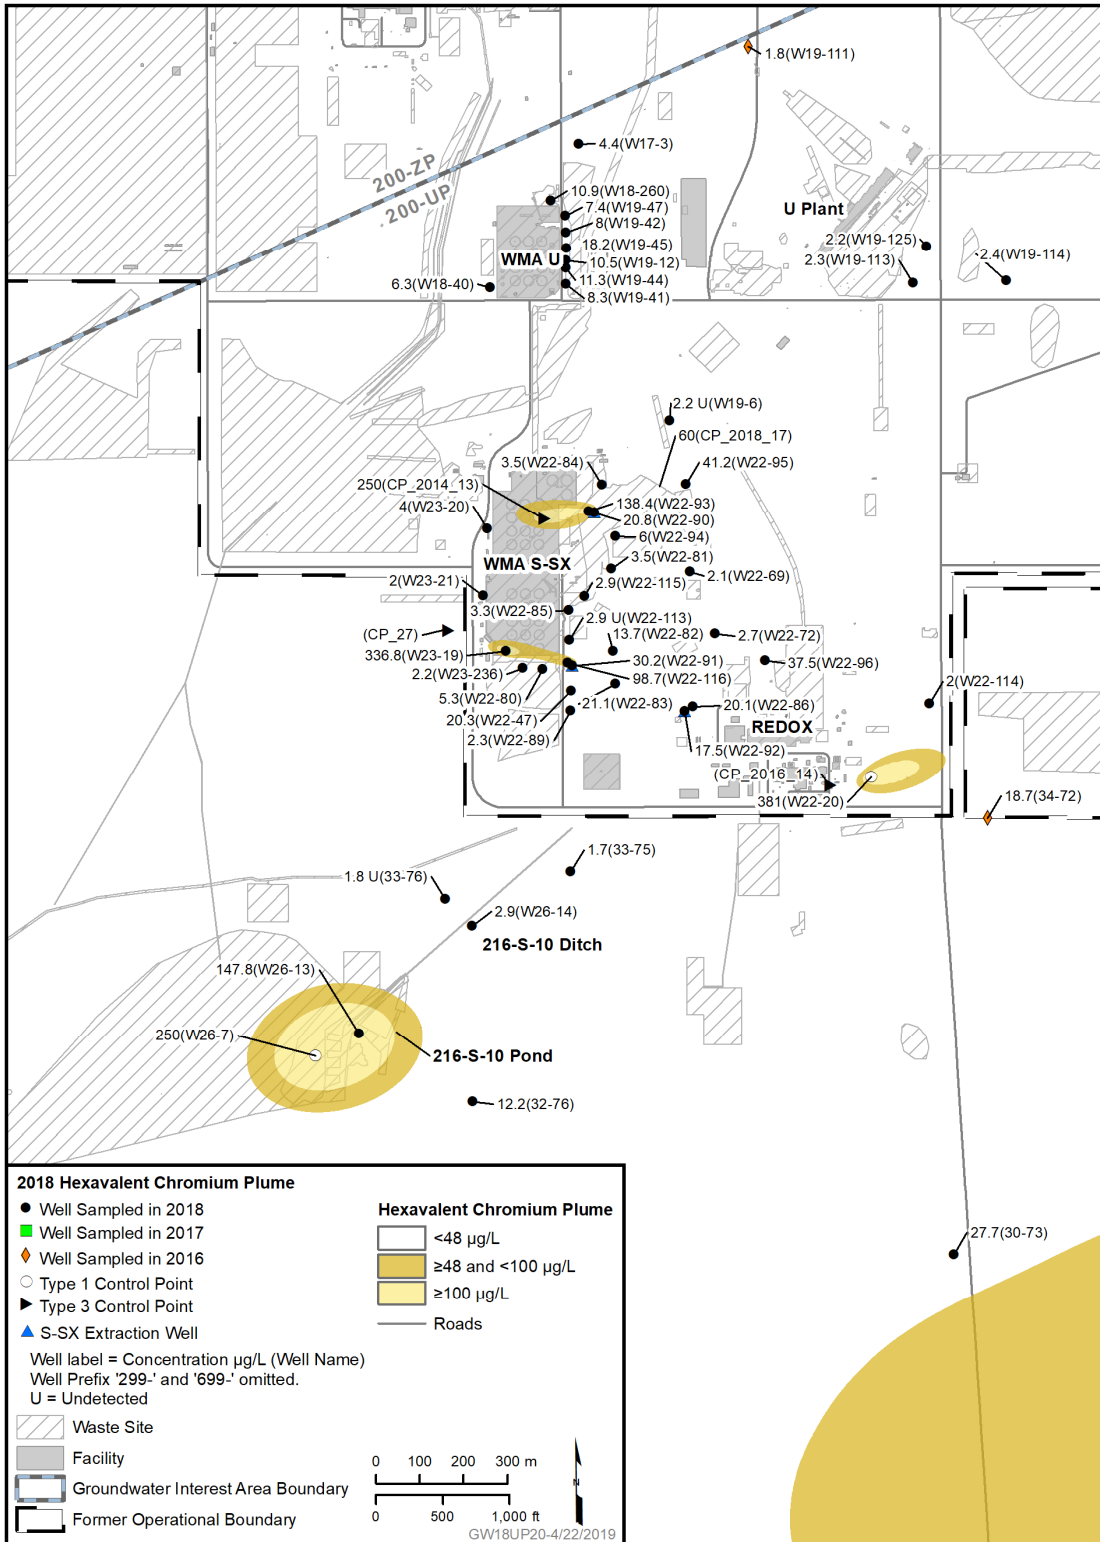 1.8(W19-111)
4.4(W17-3)
200-ZP
200-UP
10.9(W18-260)
7.4(W19-47)
8(W19-42)
18.2(W19-45)
WMA U
10.5(W19-12)
11.3(W19-44)
8.3(W19-41)
6.3(W18-40)
U Plant
2.2(W19-125)
2.3(W19-113)
2.4(W19-114)
2.2 U(W19-6)
60(CP_2018_17)
3.5(W22-84)
41.2(W22-95)
250(CP_2014_13)
138.4(W22-93)
4(W23-20)
20.8(W22-90)
6(W22-94)
WMA S-SX
3.5(W22-81)
2.1(W22-69)
2(W23-21)
2.9(W22-115)
3.3(W22-85)
2.9 U(W22-113)
(CP_27)
13.7(W22-82)
2.7(W22-72)
336.8(W23-19)
30.2(W22-91)
37.5(W22-96)
2.2(W23-236)
98.7(W22-116)
2(W22-114)
5.3(W22-80)
21.1(W22-83)
20.1(W22-86)
20.3(W22-47)
REDOX
2.3(W22-89)
17.5(W22-92)
(CP_2016_14)
381(W22-20)
18.7(34-72)
1.7(33-75)
1.8 U(33-76)
2.9(W26-14)
216-S-10 Ditch
147.8(W26-13)
250(W26-7)
216-S-10 Pond
12.2(32-76)
27.7(30-73)
2018 Hexavalent Chromium Plume
Well Sampled in 2018
Well Sampled in 2017
Well Sampled in 2016
Type 1 Control Point
Type 3 Control Point
S-SX Extraction Well
Well label = Concentration µg/L (Well Name)
Well Prefix '299-' and '699-' omitted.
U = Undetected
Waste Site
Facility
Groundwater Interest Area Boundary
Former Operational Boundary
Hexavalent Chromium Plume
<48 µg/L
≥48 and <100 µg/L
≥100 µg/L
Roads
0 100 200 300 m
0 500 1,000 ft
N
GW18UP20-4/22/2019